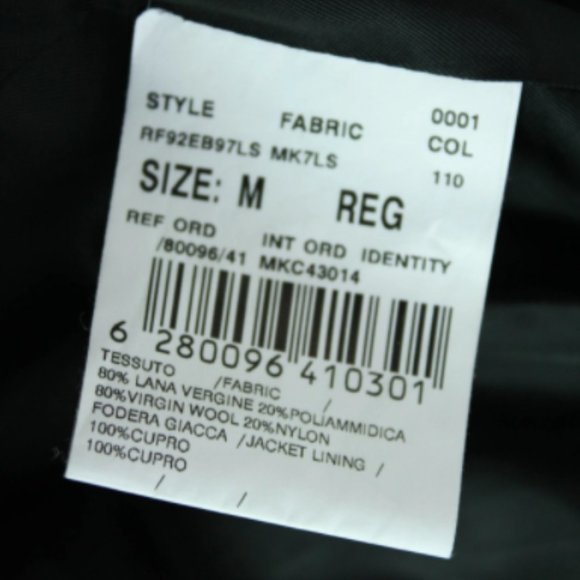 STYLE FABRIC 0001
RF92EB97LS MK7LS COL
110
SIZE: M REG
REF ORD INT ORD IDENTITY
/80096/41 MKC43014
6 280096 410301
TESSUTO /FABRIC /
80% LANA VERGINE 20%POLIAMMIDICA
80%VIRGIN WOOL 20%NYLON
FODERA GIACCA /JACKET LINING /
100%CUPRO
100%CUPRO
/ /